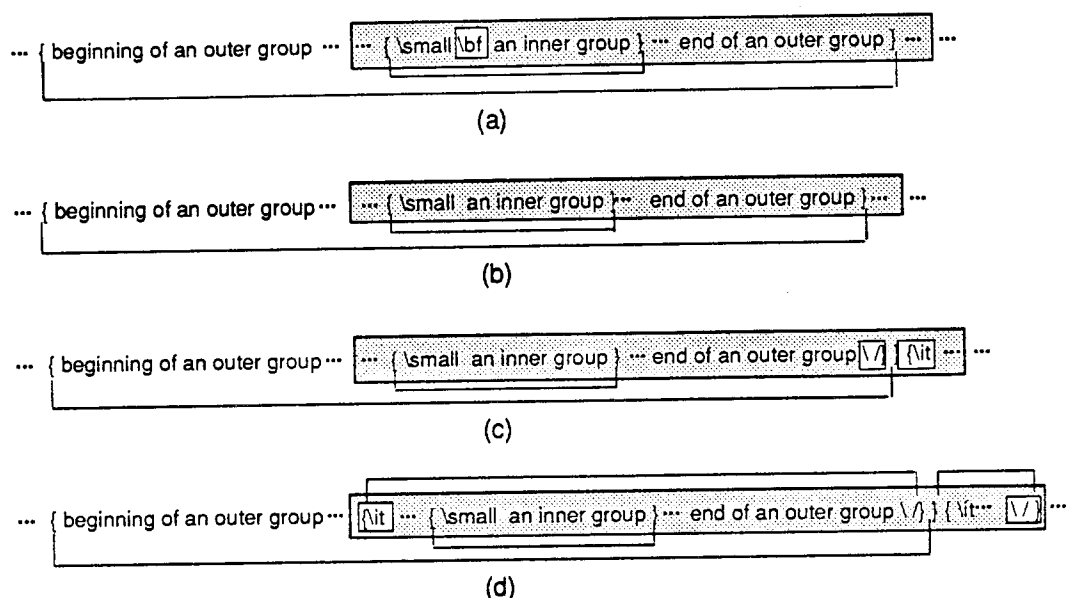 ··· { beginning of an outer group ··· ··· { \small \bf an inner group } ··· end of an outer group } ··· ···
(a)
··· { beginning of an outer group ··· ··· { \small an inner group } ··· end of an outer group } ··· ···
(b)
··· { beginning of an outer group ··· ··· { \small an inner group } ··· end of an outer group \/ } {\it ··· ···
(c)
··· { beginning of an outer group ··· {\it ··· { \small an inner group } ··· end of an outer group \/} } { \it ··· \/ } ···
(d)